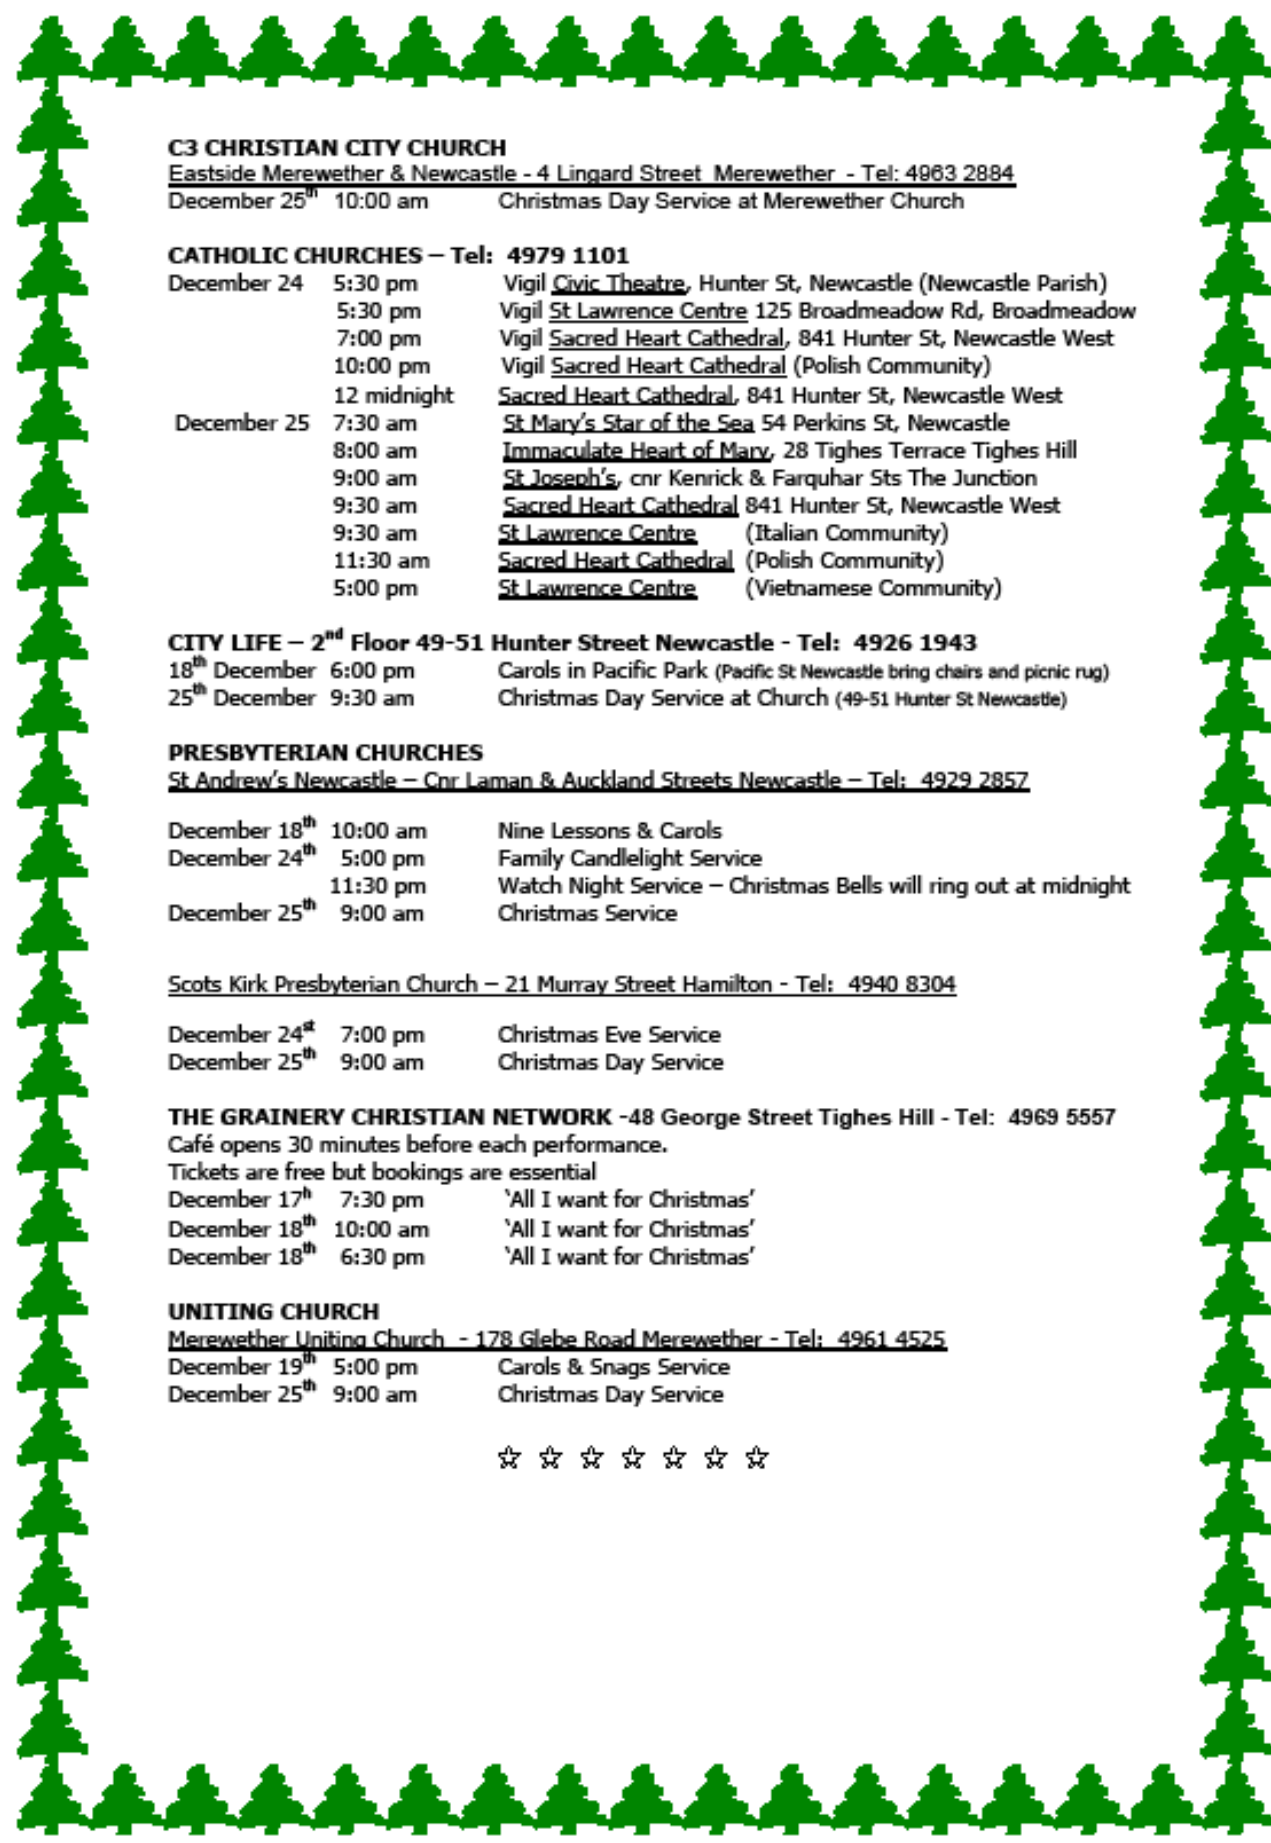 C3 CHRISTIAN CITY CHURCH
Eastside Merewether & Newcastle - 4 Lingard Street Merewether - Tel: 4963 2884
December 25th 10:00 am Christmas Day Service at Merewether Church
CATHOLIC CHURCHES – Tel: 4979 1101
December 24 5:30 pm Vigil Civic Theatre, Hunter St, Newcastle (Newcastle Parish)
5:30 pm Vigil St Lawrence Centre 125 Broadmeadow Rd, Broadmeadow
7:00 pm Vigil Sacred Heart Cathedral, 841 Hunter St, Newcastle West
10:00 pm Vigil Sacred Heart Cathedral (Polish Community)
12 midnight Sacred Heart Cathedral, 841 Hunter St, Newcastle West
December 25 7:30 am St Mary's Star of the Sea 54 Perkins St, Newcastle
8:00 am Immaculate Heart of Mary, 28 Tighes Terrace Tighes Hill
9:00 am St Joseph's, cnr Kenrick & Farquhar Sts The Junction
9:30 am Sacred Heart Cathedral 841 Hunter St, Newcastle West
9:30 am St Lawrence Centre (Italian Community)
11:30 am Sacred Heart Cathedral (Polish Community)
5:00 pm St Lawrence Centre (Vietnamese Community)
CITY LIFE – 2nd Floor 49-51 Hunter Street Newcastle - Tel: 4926 1943
18th December 6:00 pm Carols in Pacific Park (Pacific St Newcastle bring chairs and picnic rug)
25th December 9:30 am Christmas Day Service at Church (49-51 Hunter St Newcastle)
PRESBYTERIAN CHURCHES
St Andrew's Newcastle – Cnr Laman & Auckland Streets Newcastle – Tel: 4929 2857
December 18th 10:00 am Nine Lessons & Carols
December 24th 5:00 pm Family Candlelight Service
11:30 pm Watch Night Service – Christmas Bells will ring out at midnight
December 25th 9:00 am Christmas Service
Scots Kirk Presbyterian Church – 21 Murray Street Hamilton - Tel: 4940 8304
December 24st 7:00 pm Christmas Eve Service
December 25th 9:00 am Christmas Day Service
THE GRAINERY CHRISTIAN NETWORK -48 George Street Tighes Hill - Tel: 4969 5557
Café opens 30 minutes before each performance.
Tickets are free but bookings are essential
December 17h 7:30 pm 'All I want for Christmas'
December 18th 10:00 am 'All I want for Christmas'
December 18th 6:30 pm 'All I want for Christmas'
UNITING CHURCH
Merewether Uniting Church - 178 Glebe Road Merewether - Tel: 4961 4525
December 19th 5:00 pm Carols & Snags Service
December 25th 9:00 am Christmas Day Service